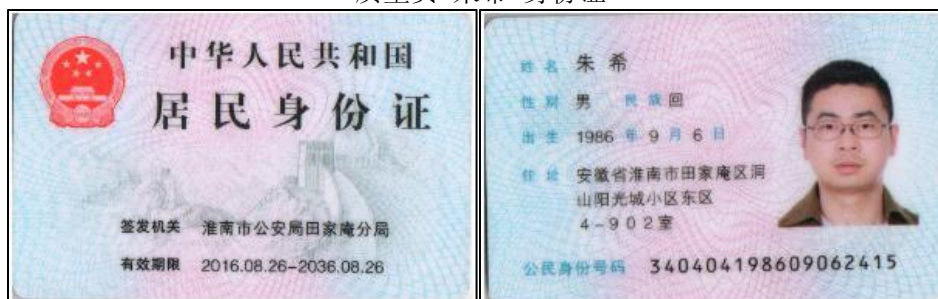 中华人民共和国
居民身份证
签发机关 淮南市公安局田家庵分局
有效期限 2016.08.26-2036.08.26
姓名 朱希
性别 男 民族 回
出生 1986 年 9 月 6 日
住址 安徽省淮南市田家庵区洞
山阳光城小区东区
4-902室
公民身份号码 340404198609062415